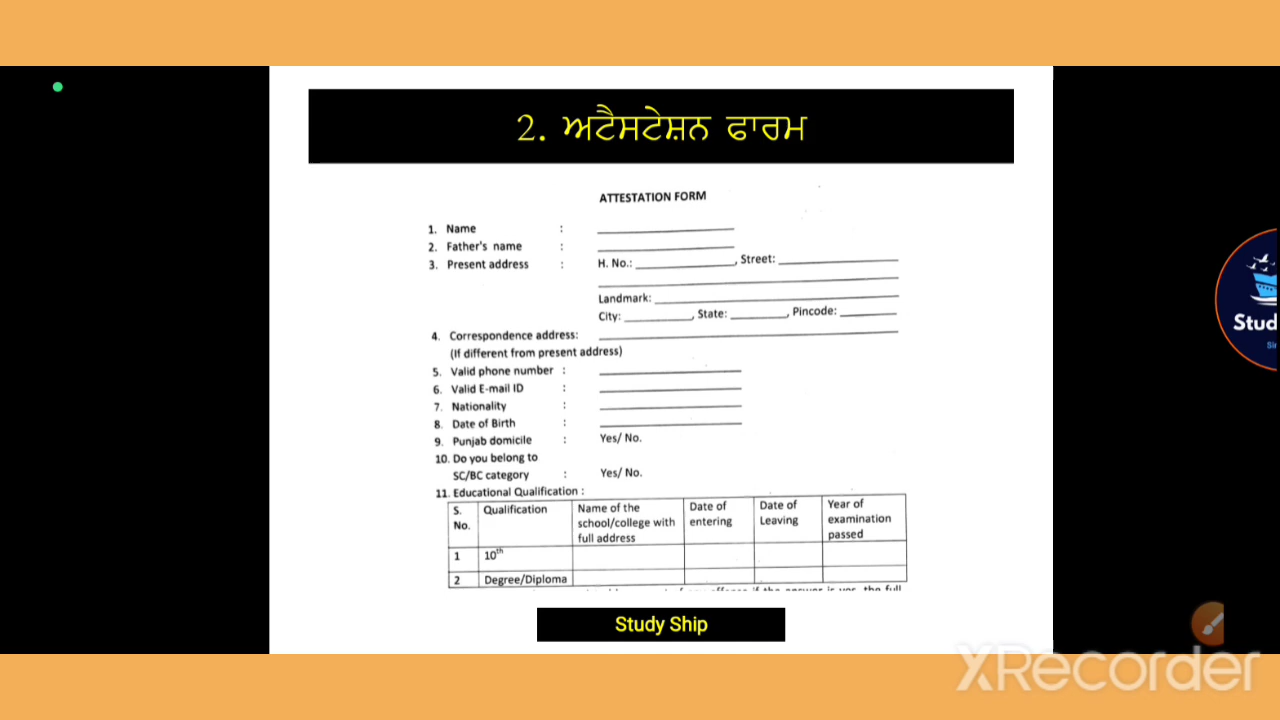 2. ਅਟੈਸਟੇਸ਼ਨ ਫਾਰਮ
ATTESTATION FORM
1. Name :
2. Father's name :
3. Present address : H. No.: , Street:
Landmark:
City: , State: , Pincode:
4. Correspondence address:
(If different from present address)
5. Valid phone number :
6. Valid E-mail ID :
7. Nationality :
8. Date of Birth :
9. Punjab domicile : Yes/ No.
10. Do you belong to
SC/BC category : Yes/ No.
11. Educational Qualification :
S. No. Qualification Name of the school/college with full address Date of entering Date of Leaving Year of examination passed
1 10th
2 Degree/Diploma
Study Ship
Stud
XRecorder